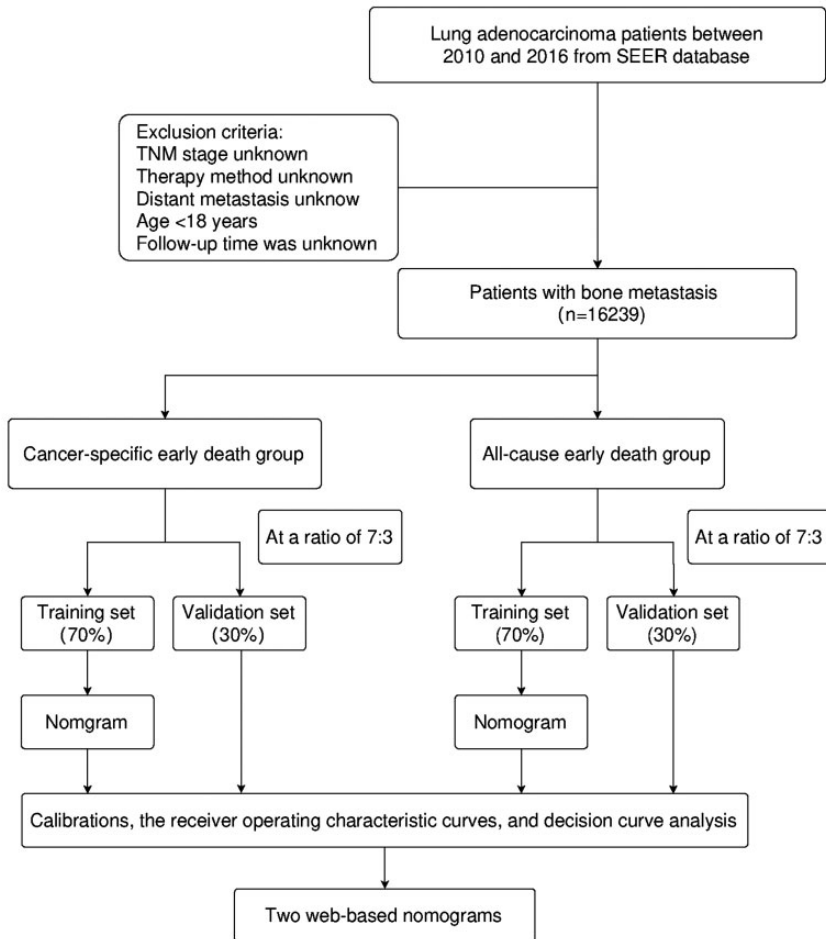 Lung adenocarcinoma patients between
2010 and 2016 from SEER database
Exclusion criteria:
TNM stage unknown
Therapy method unknown
Distant metastasis unknow
Age <18 years
Follow-up time was unknown
Patients with bone metastasis
(n=16239)
Cancer-specific early death group
All-cause early death group
At a ratio of 7:3
At a ratio of 7:3
Training set
(70%)
Validation set
(30%)
Training set
(70%)
Validation set
(30%)
Nomgram
Nomogram
Calibrations, the receiver operating characteristic curves, and decision curve analysis
Two web-based nomograms